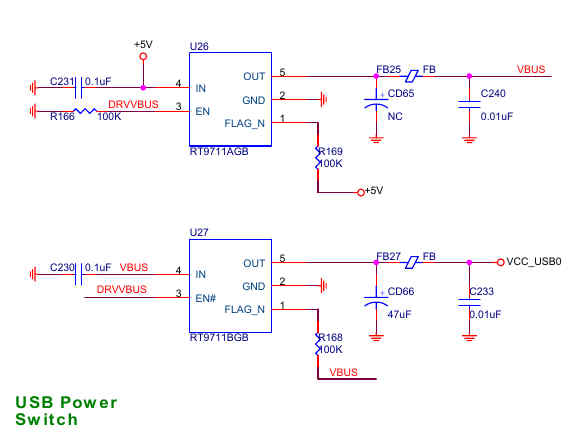 U26
+5V
FB25 FB
VBUS
C231 0.1uF
4 IN
OUT 5
CD65
C240
R166 100K
DRVVBUS
3 EN
GND 2
+
NC
0.01uF
FLAG_N 1
RT9711AGB
R169
100K
+5V
U27
FB27 FB
VCC_USB0
C230 0.1uF
VBUS
4 IN
OUT 5
CD66
C233
DRVVBUS
3 EN#
GND 2
+
47uF
0.01uF
FLAG_N 1
RT9711BGB
R168
100K
VBUS
USB Power
Switch